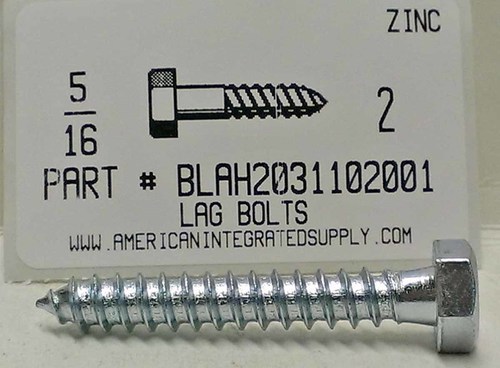 ZINC
5/16
2
PART # BLAH2031102001
LAG BOLTS
WWW.AMERICANINTEGRATEDSUPPLY.COM